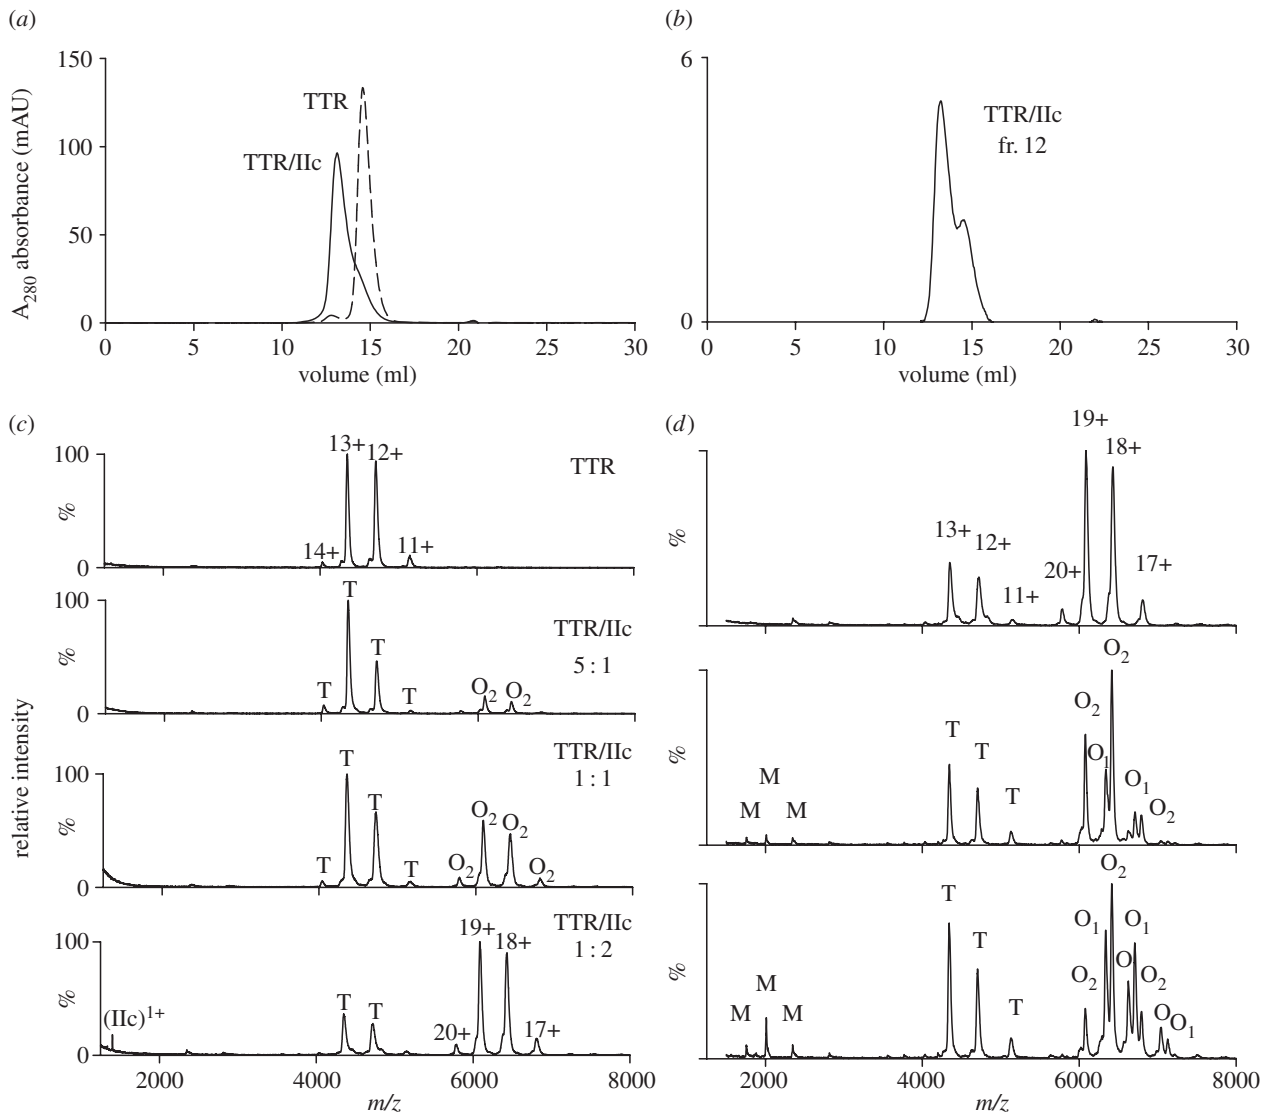 (a)
150
100
50
0
A280 absorbance (mAU)
TTR
TTR/IIc
0 5 10 15 20 25 30
volume (ml)
(b)
6
0
TTR/IIc
fr. 12
0 5 10 15 20 25 30
volume (ml)
(c)
relative intensity
100
%
0
14+ 13+ 12+ 11+
TTR
100
%
0
T T T T O2 O2
TTR/IIc
5 : 1
100
%
0
T T T T O2 O2 O2 O2
TTR/IIc
1 : 1
100
%
0
(IIc)1+ T T 20+ 19+ 18+ 17+
TTR/IIc
1 : 2
2000 4000 6000 8000
m/z
(d)
%
13+ 12+ 11+ 20+ 19+ 18+ 17+
%
M M M T T T O2 O1 O2 O1 O2
%
M M M T T T O2 O1 O2 O O1 O2 O O1
2000 4000 6000 8000
m/z